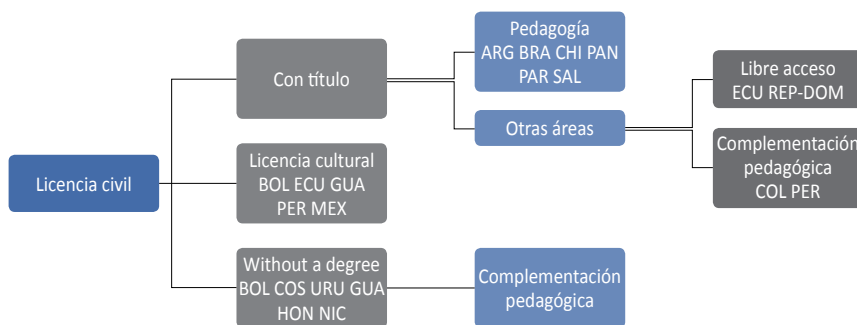 Licencia civil
Con título
Pedagogía
ARG BRA CHI PAN
PAR SAL
Otras áreas
Libre acceso
ECU REP-DOM
Complementación
pedagógica
COL PER
Licencia cultural
BOL ECU GUA
PER MEX
Without a degree
BOL COS URU GUA
HON NIC
Complementación
pedagógica